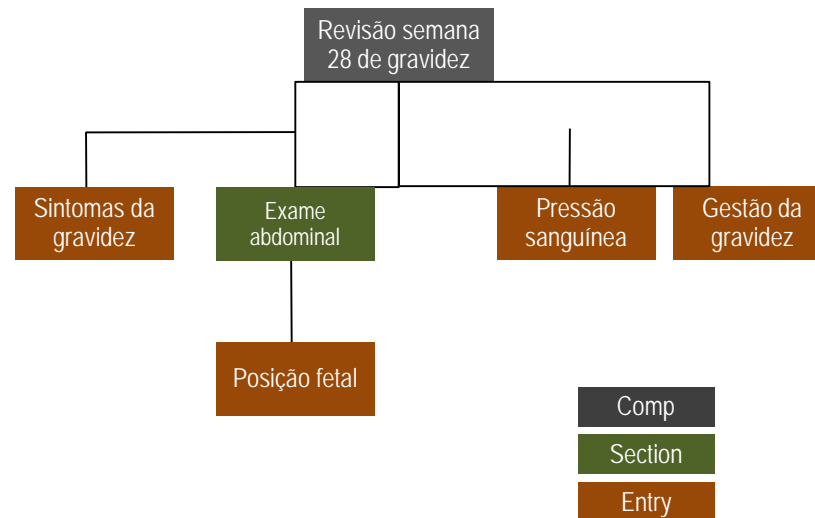 Revisão semana
28 de gravidez
Sintomas da
gravidez
Exame
abdominal
Pressão
sanguínea
Gestão da
gravidez
Posição fetal
Comp
Section
Entry